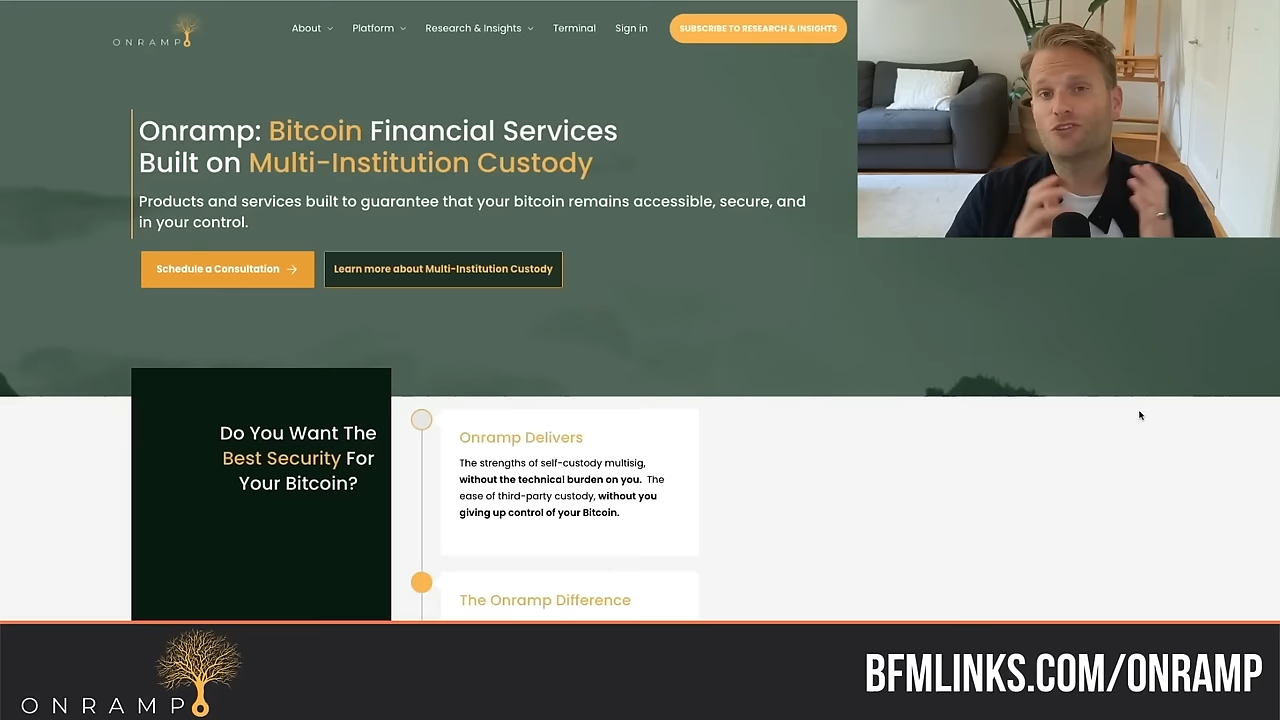 ONRAMP
About Platform Research & Insights Terminal Sign in SUBSCRIBE TO RESEARCH & INSIGHTS
Onramp: Bitcoin Financial Services
Built on Multi-Institution Custody
Products and services built to guarantee that your bitcoin remains accessible, secure, and
in your control.
Schedule a Consultation → Learn more about Multi-Institution Custody
Do You Want The
Best Security For
Your Bitcoin?
Onramp Delivers
The strengths of self-custody multisig,
without the technical burden on you. The
ease of third-party custody, without you
giving up control of your Bitcoin.
The Onramp Difference
ONRAMP
BFMLINKS.COM/ONRAMP